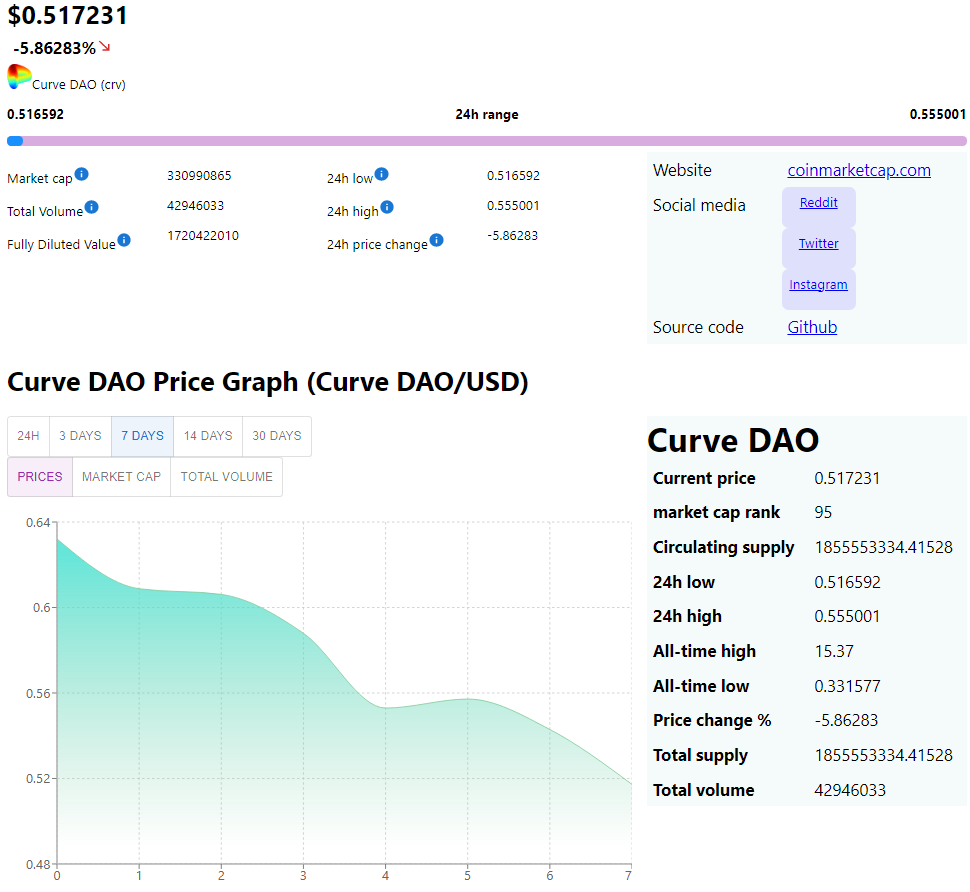 $0.517231
-5.86283%
Curve DAO (crv)
0.516592 24h range 0.555001
Market cap 330990865 24h low 0.516592
Total Volume 42946033 24h high 0.555001
Fully Diluted Value 1720422010 24h price change -5.86283
Website coinmarketcap.com
Social media Reddit
Twitter
Instagram
Source code Github
Curve DAO Price Graph (Curve DAO/USD)
24H 3 DAYS 7 DAYS 14 DAYS 30 DAYS
PRICES MARKET CAP TOTAL VOLUME
0.64
0.6
0.56
0.52
0.48
0 1 2 3 4 5 6 7
Curve DAO
Current price 0.517231
market cap rank 95
Circulating supply 1855553334.41528
24h low 0.516592
24h high 0.555001
All-time high 15.37
All-time low 0.331577
Price change % -5.86283
Total supply 1855553334.41528
Total volume 42946033